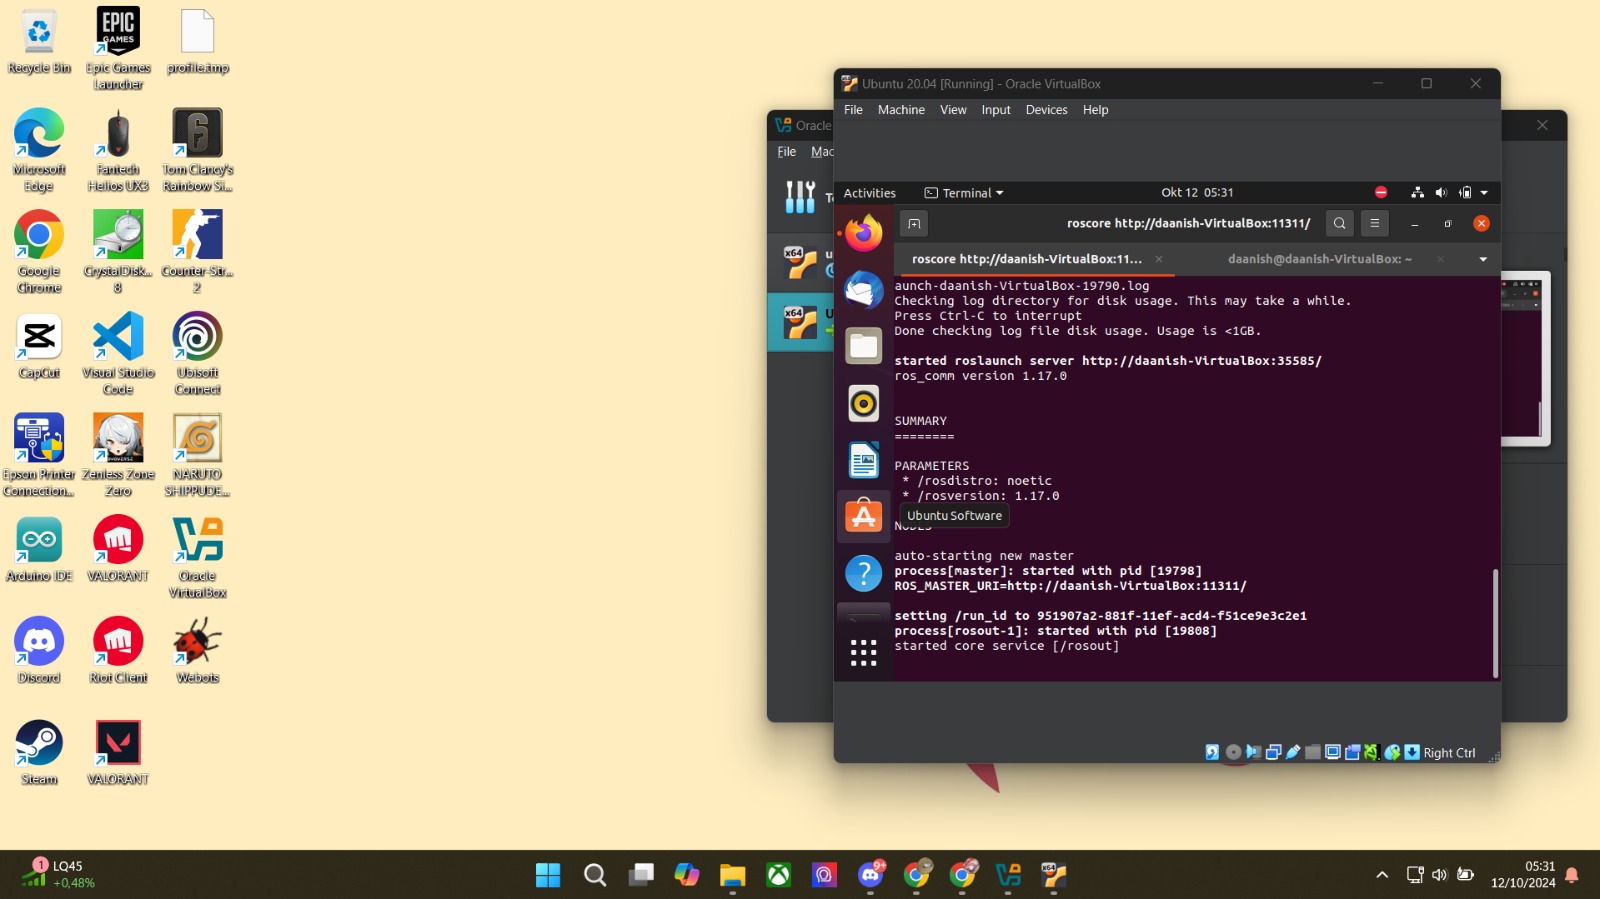 Recycle Bin
Epic Games
Launcher
profile.tmp
Microsoft
Edge
Fantech
Helios UX3
Tom Clancy's
Rainbow Si...
Google
Chrome
CrystalDisk...
8
Counter-Str...
2
CapCut
Visual Studio
Code
Ubisoft
Connect
Epson Printer
Connection...
Zenless Zone
Zero
NARUTO
SHIPPUDE...
Arduino IDE
VALORANT
Oracle
VirtualBox
Discord
Riot Client
Webots
Steam
VALORANT
EPIC
GAMES
Oracle
File Mac
x64
x64
Ubuntu 20.04 [Running] - Oracle VirtualBox
File Machine View Input Devices Help
Activities Terminal Okt 12 05:31
roscore http://daanish-VirtualBox:11311/
roscore http://daanish-VirtualBox:11... daanish@daanish-VirtualBox: ~
aunch-daanish-VirtualBox-19790.log
Checking log directory for disk usage. This may take a while.
Press Ctrl-C to interrupt
Done checking log file disk usage. Usage is <1GB.
started roslaunch server http://daanish-VirtualBox:35585/
ros_comm version 1.17.0
SUMMARY
========
PARAMETERS
* /rosdistro: noetic
* /rosversion: 1.17.0
Ubuntu Software
NODES
auto-starting new master
process[master]: started with pid [19798]
ROS_MASTER_URI=http://daanish-VirtualBox:11311/
setting /run_id to 951907a2-881f-11ef-acd4-f51ce9e3c2e1
process[rosout-1]: started with pid [19808]
started core service [/rosout]
Right Ctrl
1
LQ45
+0,48%
9+
x64
05:31
12/10/2024